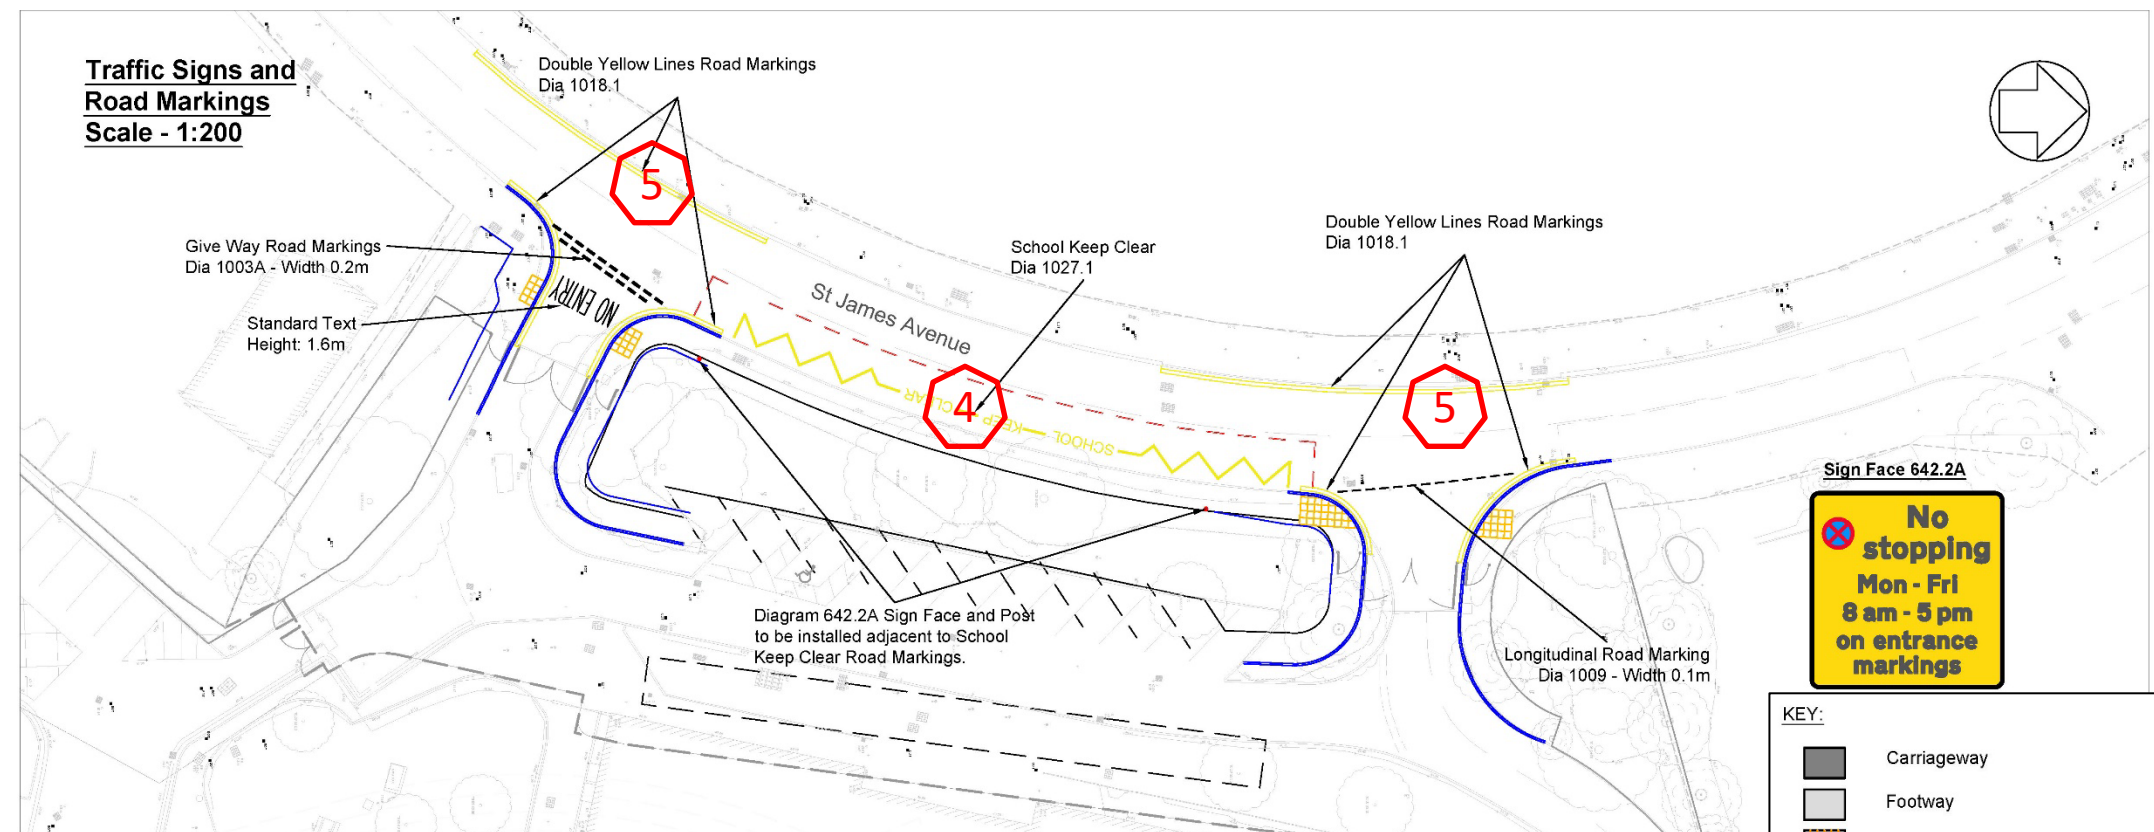 Traffic Signs and
Road Markings
Scale - 1:200
Double Yellow Lines Road Markings
Dia 1018.1
5
Give Way Road Markings
Dia 1003A - Width 0.2m
NO ENTRY
Standard Text
Height: 1.6m
St James Avenue
School Keep Clear
Dia 1027.1
4
SCHOOL KEEP CLEAR
Double Yellow Lines Road Markings
Dia 1018.1
5
Diagram 642.2A Sign Face and Post
to be installed adjacent to School
Keep Clear Road Markings.
Longitudinal Road Marking
Dia 1009 - Width 0.1m
Sign Face 642.2A
No
stopping
Mon - Fri
8 am - 5 pm
on entrance
markings
KEY:
Carriageway
Footway